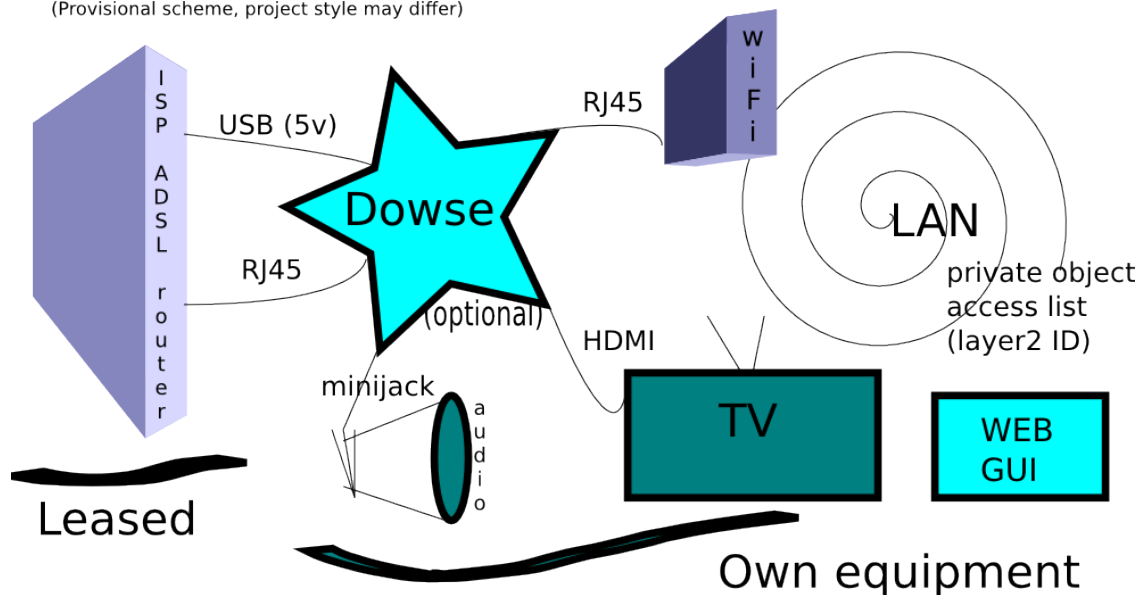 (Provisional scheme, project style may differ)
ISP ADSL router
USB (5v)
RJ45
Dowse
(optional)
RJ45
wiFi
LAN
private object
access list
(layer2 ID)
HDMI
minijack
audio
TV
WEB
GUI
Leased
Own equipment